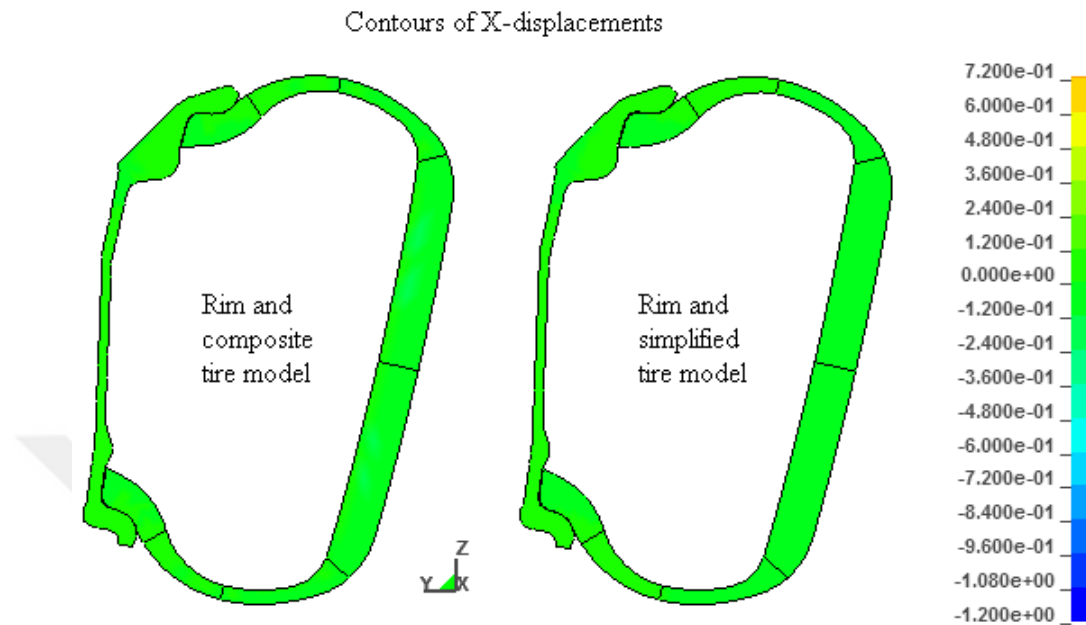 Contours of X-displacements
Rim and
composite
tire model
Rim and
simplified
tire model
Z
Y
X
7.200e-01
6.000e-01
4.800e-01
3.600e-01
2.400e-01
1.200e-01
0.000e+00
-1.200e-01
-2.400e-01
-3.600e-01
-4.800e-01
-6.000e-01
-7.200e-01
-8.400e-01
-9.600e-01
-1.080e+00
-1.200e+00